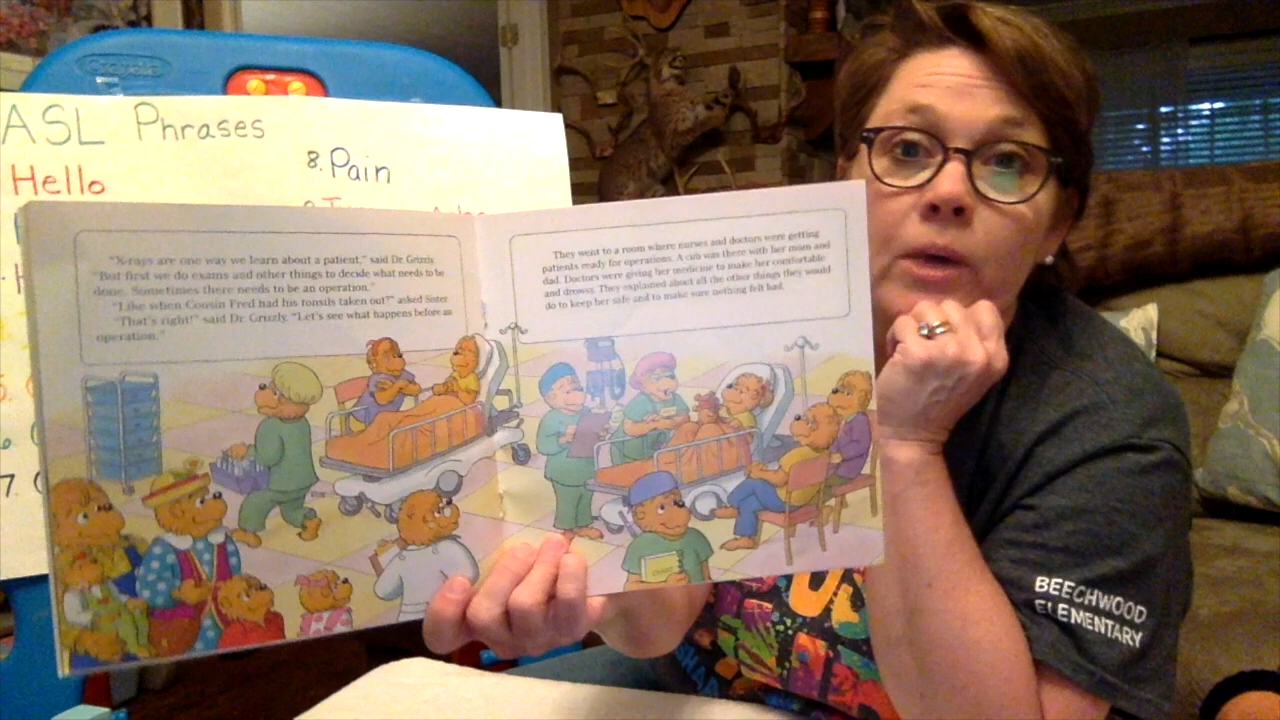 Crayola
ASL Phrases
Hello
8. Pain
7
"X-rays are one way we learn about a patient," said Dr. Grizzly.
"But first we do exams and other things to decide what needs to be
done. Sometimes there needs to be an operation."
"Like when Cousin Fred had his tonsils taken out?" asked Sister.
"That's right!" said Dr. Grizzly. "Let's see what happens before an
operation."
They went to a room where nurses and doctors were getting
patients ready for operations. A cub was there with her mom and
dad. Doctors were giving her medicine to make her comfortable
and drowsy. They explained about all the other things they would
do to keep her safe and to make sure nothing felt bad.
CHART
BEECHWOOD
ELEMENTARY